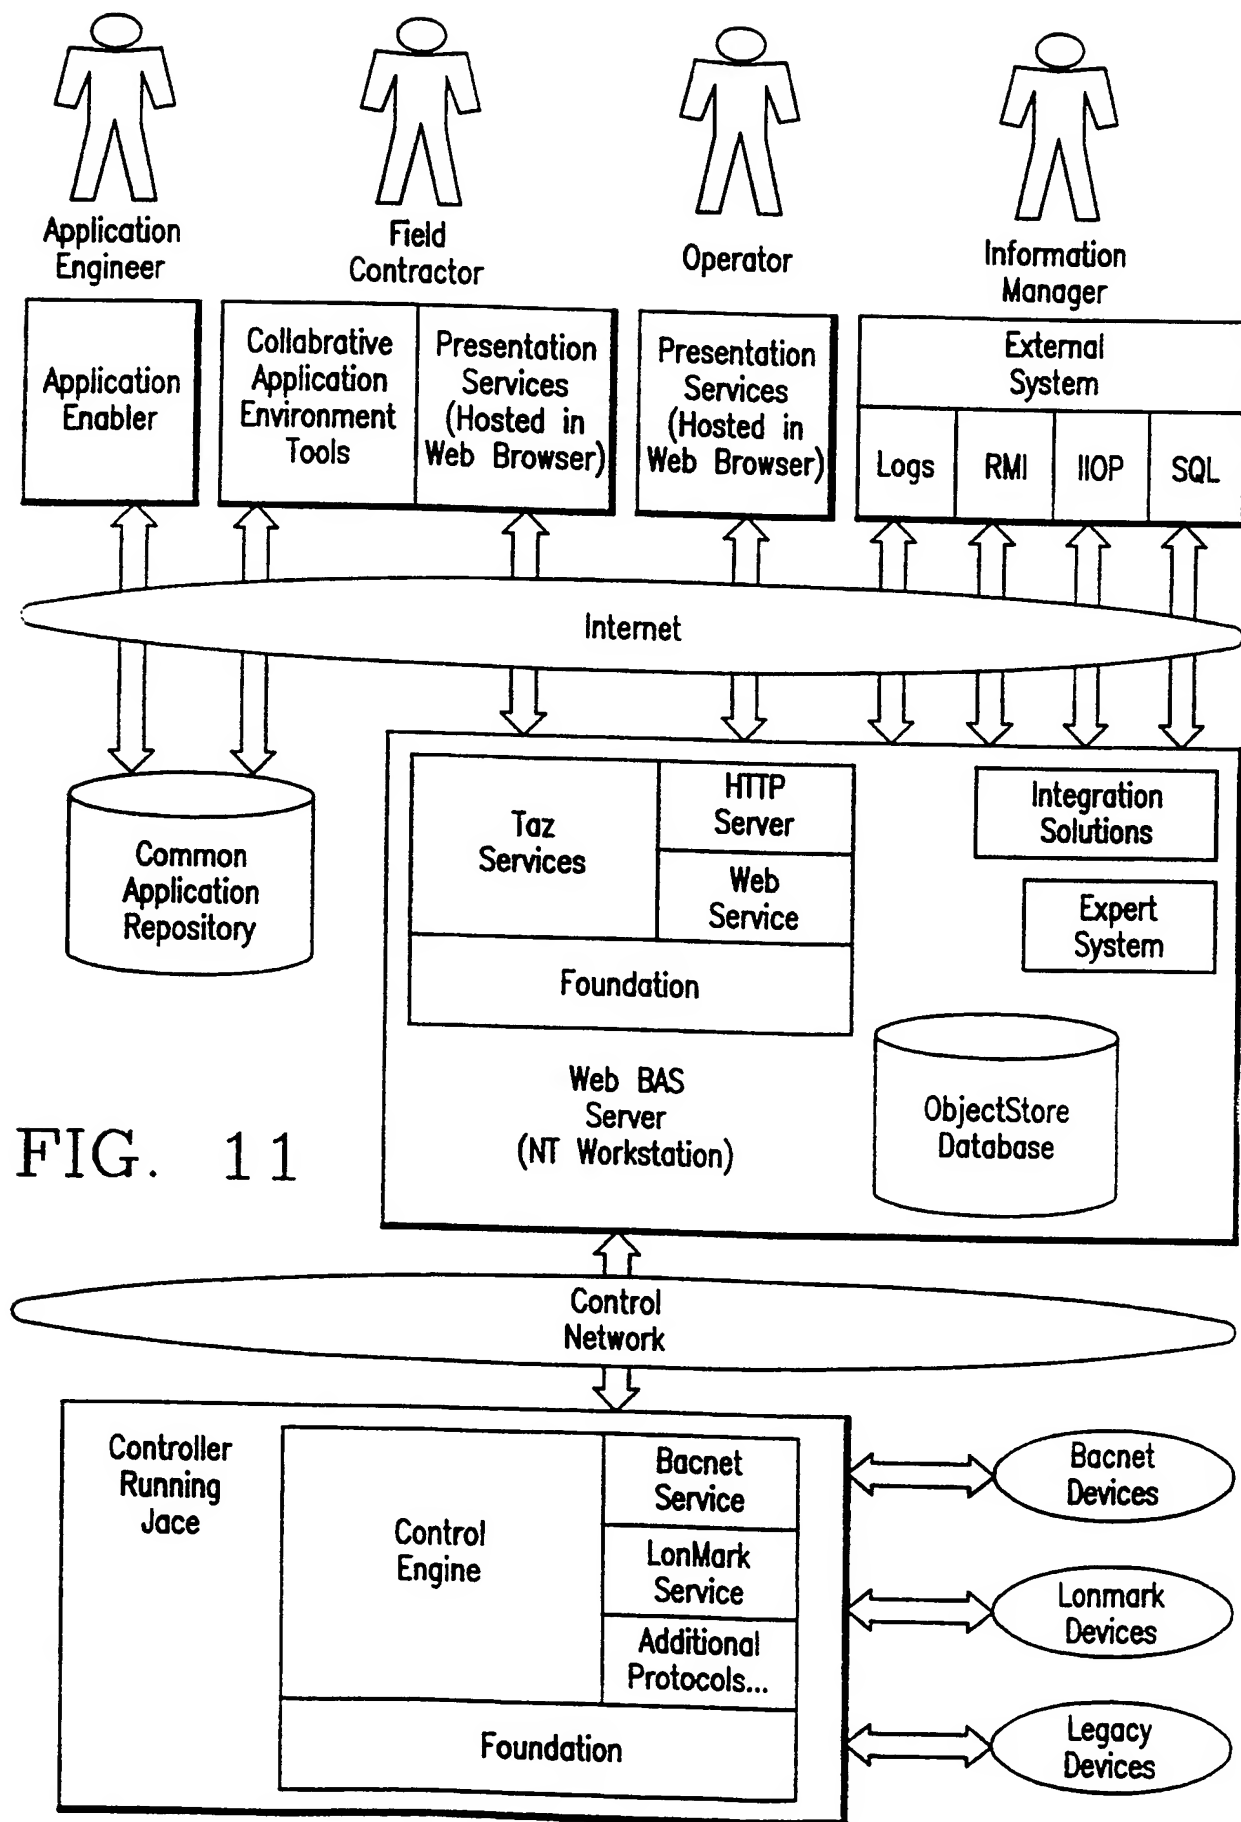 Application
Engineer
Field
Contractor
Operator
Information
Manager
Application
Enabler
Collabrative
Application
Environment
Tools
Presentation
Services
(Hosted in
Web Browser)
Presentation
Services
(Hosted in
Web Browser)
External
System
Logs
RMI
IIOP
SQL
Internet
Common
Application
Repository
Taz
Services
HTTP
Server
Web
Service
Foundation
Integration
Solutions
Expert
System
Web BAS
Server
(NT Workstation)
ObjectStore
Database
FIG. 11
Control
Network
Controller
Running
Jace
Control
Engine
Bacnet
Service
LonMark
Service
Additional
Protocols...
Foundation
Bacnet
Devices
Lonmark
Devices
Legacy
Devices